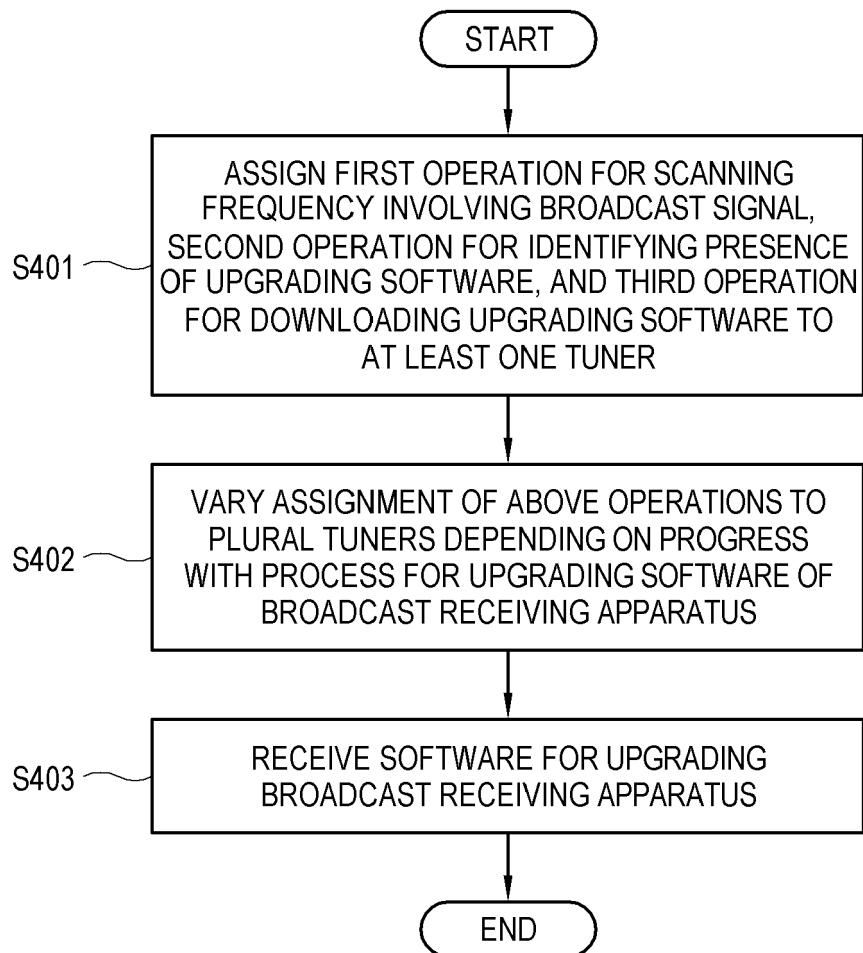 START
S401
ASSIGN FIRST OPERATION FOR SCANNING
FREQUENCY INVOLVING BROADCAST SIGNAL,
SECOND OPERATION FOR IDENTIFYING PRESENCE
OF UPGRADING SOFTWARE, AND THIRD OPERATION
FOR DOWNLOADING UPGRADING SOFTWARE TO
AT LEAST ONE TUNER
S402
VARY ASSIGNMENT OF ABOVE OPERATIONS TO
PLURAL TUNERS DEPENDING ON PROGRESS
WITH PROCESS FOR UPGRADING SOFTWARE OF
BROADCAST RECEIVING APPARATUS
S403
RECEIVE SOFTWARE FOR UPGRADING
BROADCAST RECEIVING APPARATUS
END